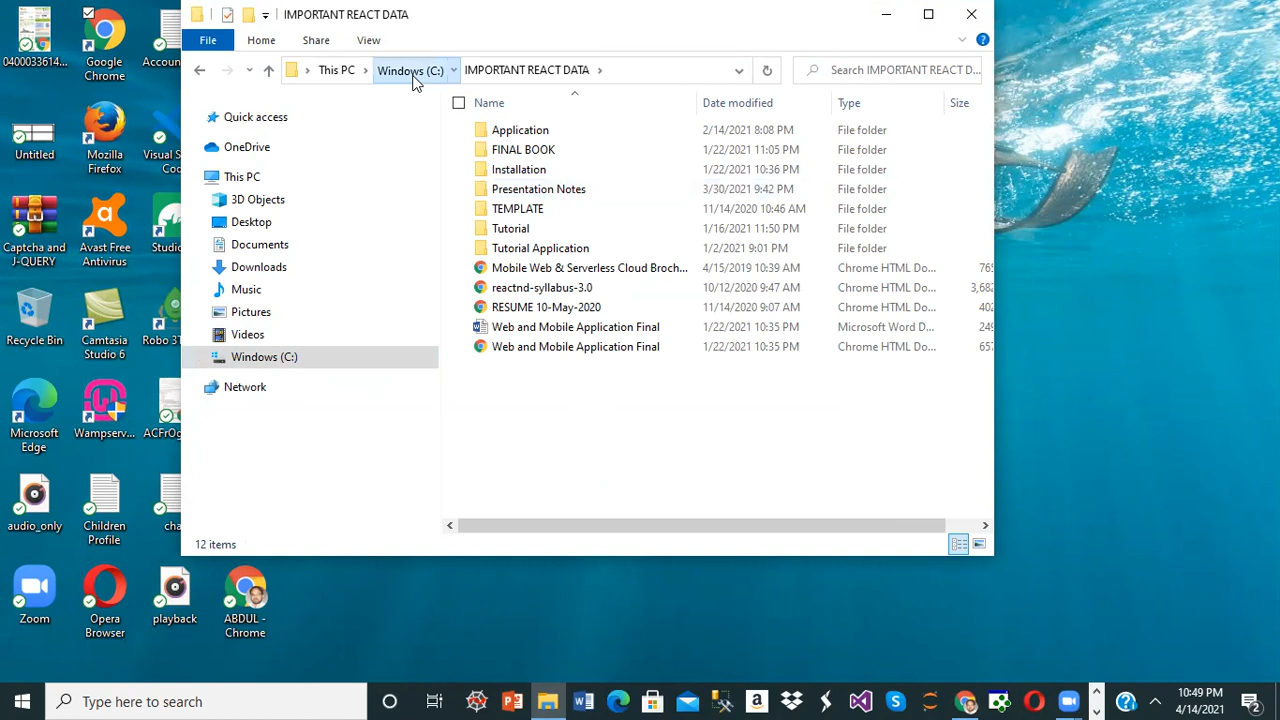 IMPORTANT REACT DATA
File Home Share View
This PC Windows (C:) IMPORTANT REACT DATA
Search IMPORTANT REACT D...
Name Date modified Type Size
Application 2/14/2021 8:08 PM File folder
FINAL BOOK 1/22/2021 11:05 PM File folder
Installation 1/22/2021 10:36 PM File folder
Presentation Notes 3/30/2021 9:42 PM File folder
TEMPLATE 11/14/2020 10:46 AM File folder
Tutorial 1/16/2021 11:50 PM File folder
Tutorial Application 1/2/2021 9:01 PM File folder
Mobile Web & Serverless Cloud Broch... 4/15/2019 10:39 AM Chrome HTML Do... 765
reactnd-syllabus-3.0 10/12/2020 9:47 AM Chrome HTML Do... 3,682
RESUME 10-May-2020 11/14/2020 9:07 AM Chrome HTML Do... 402
Web and Mobile Application Final 1/22/2021 10:35 PM Microsoft Word D... 249
Web and Mobile Application Final 1/22/2021 10:35 PM Chrome HTML Do... 657
Quick access
OneDrive
This PC
3D Objects
Desktop
Documents
Downloads
Music
Pictures
Videos
Windows (C:)
Network
12 items
0400033614...
Google
Chrome
Accoun
Untitled
Mozilla
Firefox
Visual S
Coc
Captcha and
J-QUERY
Avast Free
Antivirus
Studio
Recycle Bin
Camtasia
Studio 6
Robo 3T
Microsoft
Edge
Wampserv...
ACFrOg
audio_only
Children
Profile
cha
Zoom
Opera
Browser
playback
ABDUL -
Chrome
Type here to search
10:49 PM
4/14/2021
2